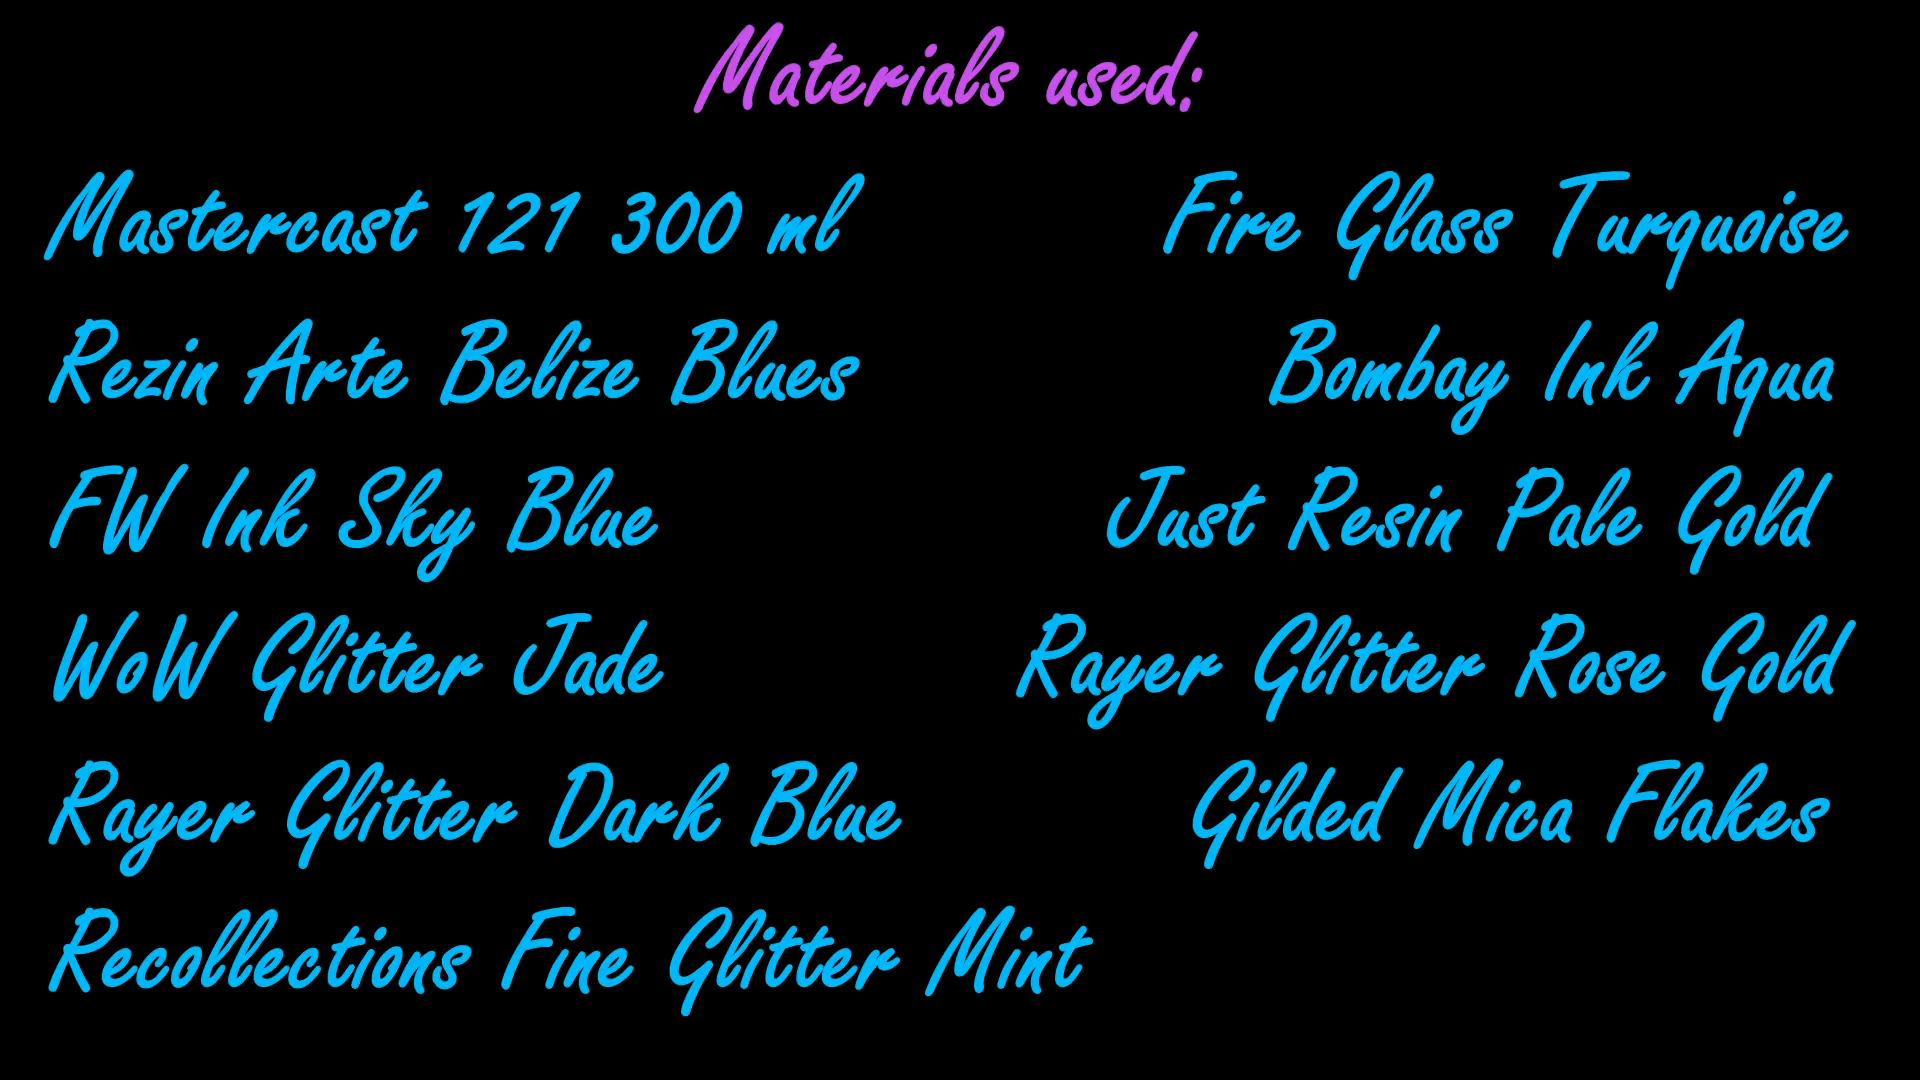 Materials used:
Mastercast 121 300 ml
Rezin Arte Belize Blues
FW Ink Sky Blue
WoW Glitter Jade
Rayer Glitter Dark Blue
Recollections Fine Glitter Mint
Fire Glass Turquoise
Bombay Ink Aqua
Just Resin Pale Gold
Rayer Glitter Rose Gold
Gilded Mica Flakes